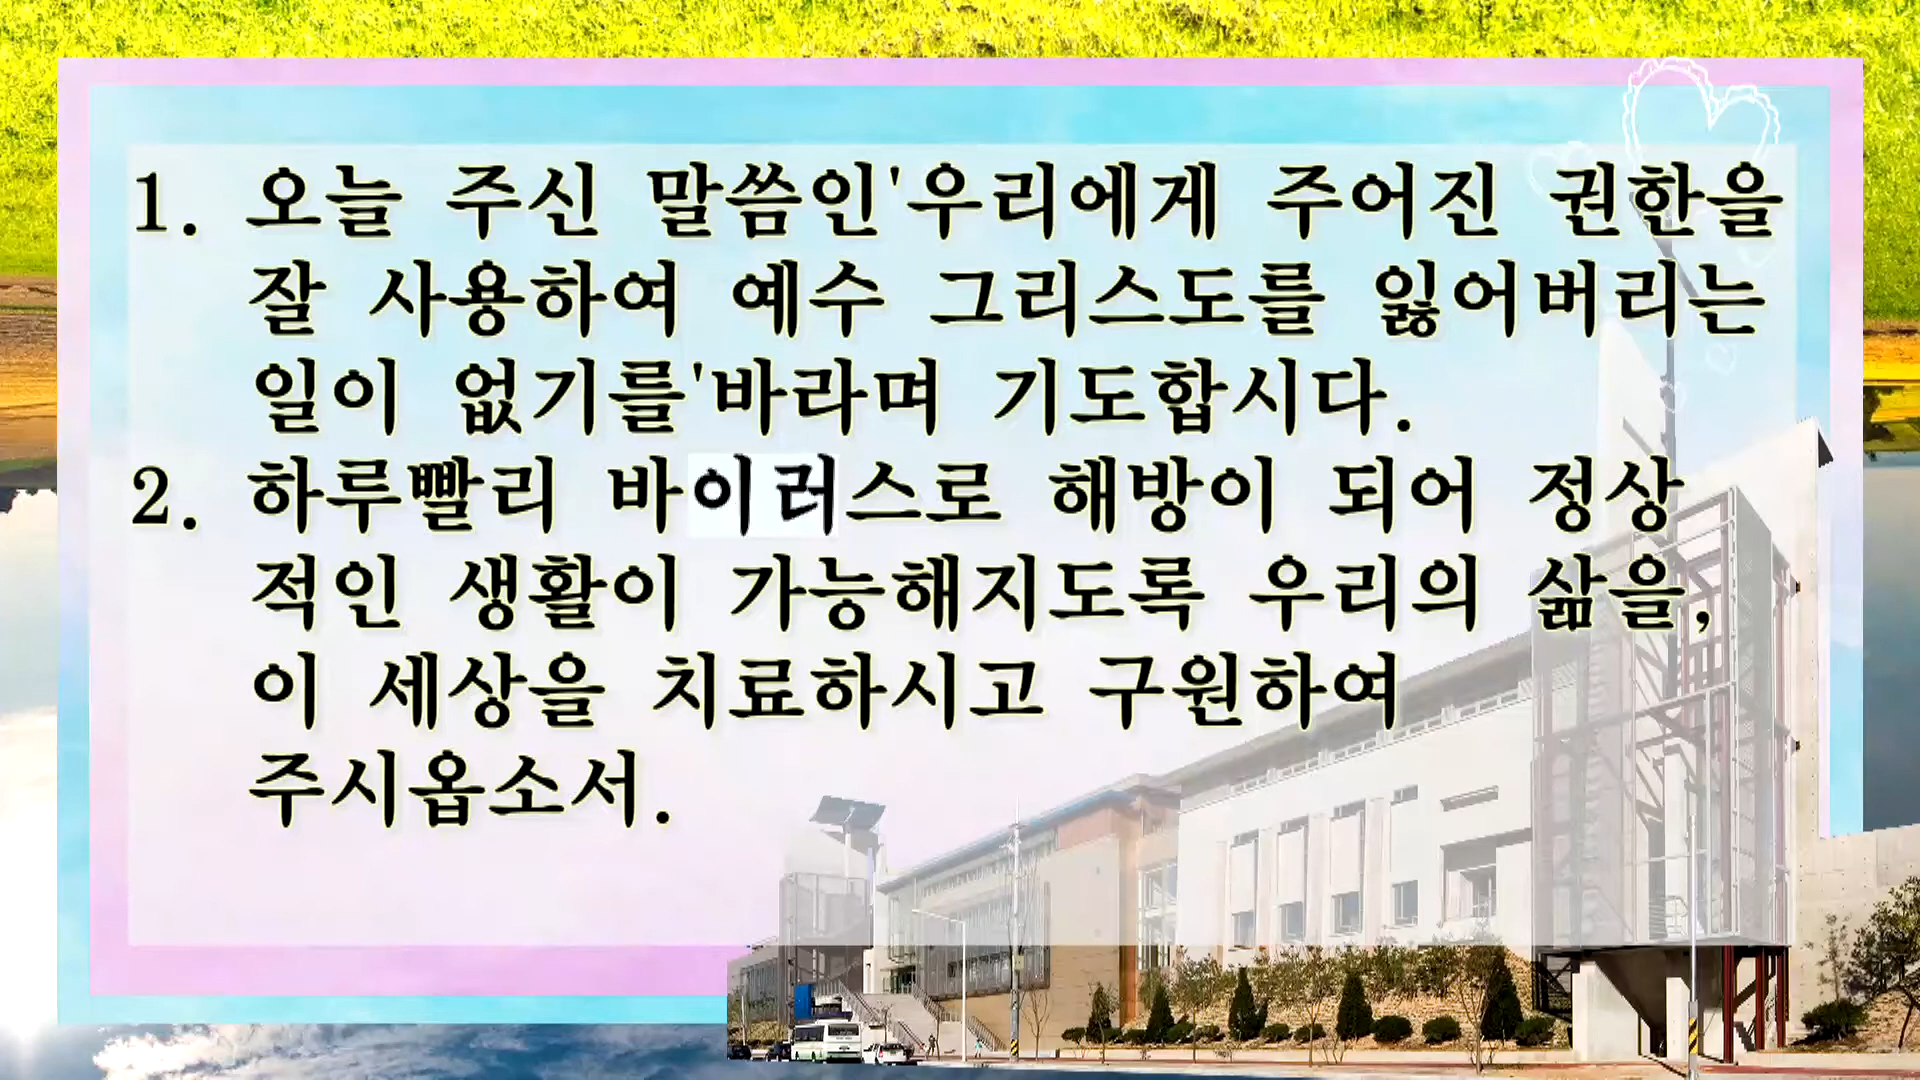 1. 오늘 주신 말씀인'우리에게 주어진 권한을
잘 사용하여 예수 그리스도를 잃어버리는
일이 없기를'바라며 기도합시다.
2. 하루빨리 바이러스로 해방이 되어 정상
적인 생활이 가능해지도록 우리의 삶을,
이 세상을 치료하시고 구원하여
주시옵소서.